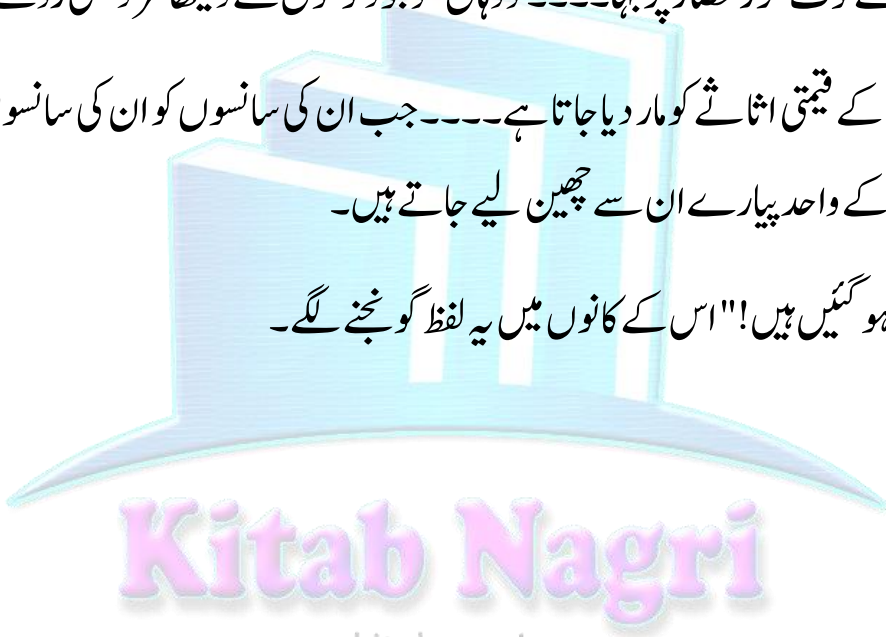 کے قیمتی اثاثے کو مار دیا جاتا ہے۔۔۔۔ جب ان کی سانسوں کو ان کی
کے واحد پیارے ان سے چھین لیے جاتے ہیں۔
ہو گئیں ہیں!" اس کے کانوں میں یہ لفظ گونجنے لگے۔
Kitab Nagri